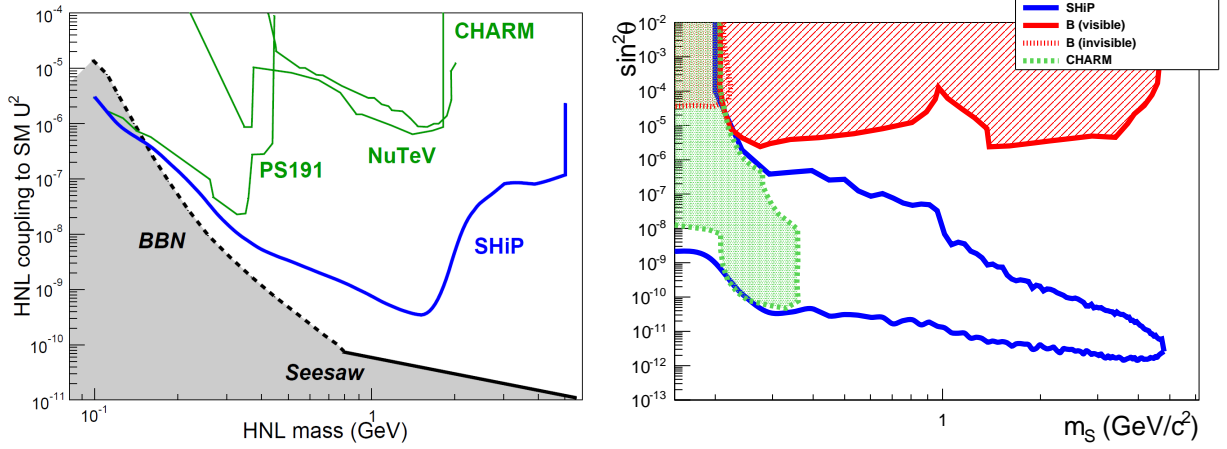 HNL coupling to SM U²
10⁻⁵
10⁻⁶
10⁻⁷
10⁻⁸
10⁻⁹
10⁻¹⁰
10⁻¹¹
CHARM
PS191
NuTeV
BBN
SHiP
Seesaw
10⁻¹
1
HNL mass (GeV)
SHiP
B (visible)
B (invisible)
CHARM
sin²θ
10⁻²
10⁻³
10⁻⁴
10⁻⁵
10⁻⁶
10⁻⁷
10⁻⁸
10⁻⁹
10⁻¹⁰
10⁻¹¹
10⁻¹²
10⁻¹³
1
m_S (GeV/c²)